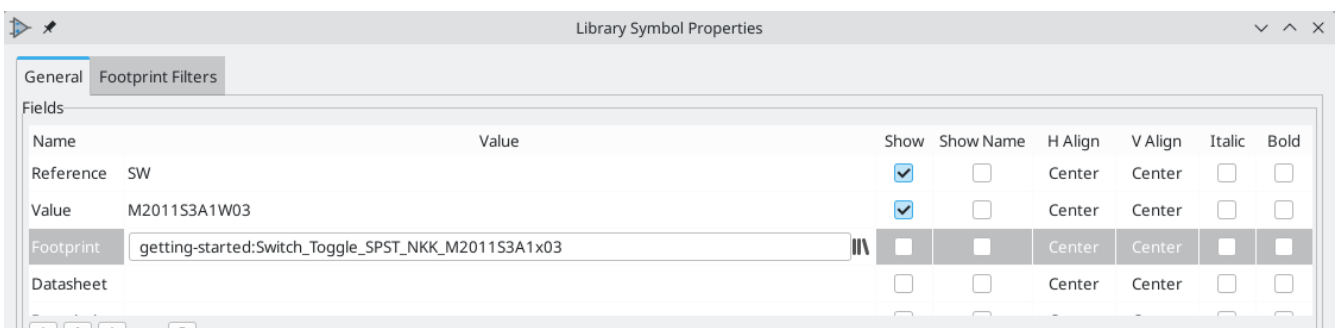 Library Symbol Properties
General Footprint Filters
Fields
Name Value Show Show Name H Align V Align Italic Bold
Reference SW Center Center
Value M2011S3A1W03 Center Center
Footprint getting-started:Switch_Toggle_SPST_NKK_M2011S3A1x03 Center Center
Datasheet Center Center